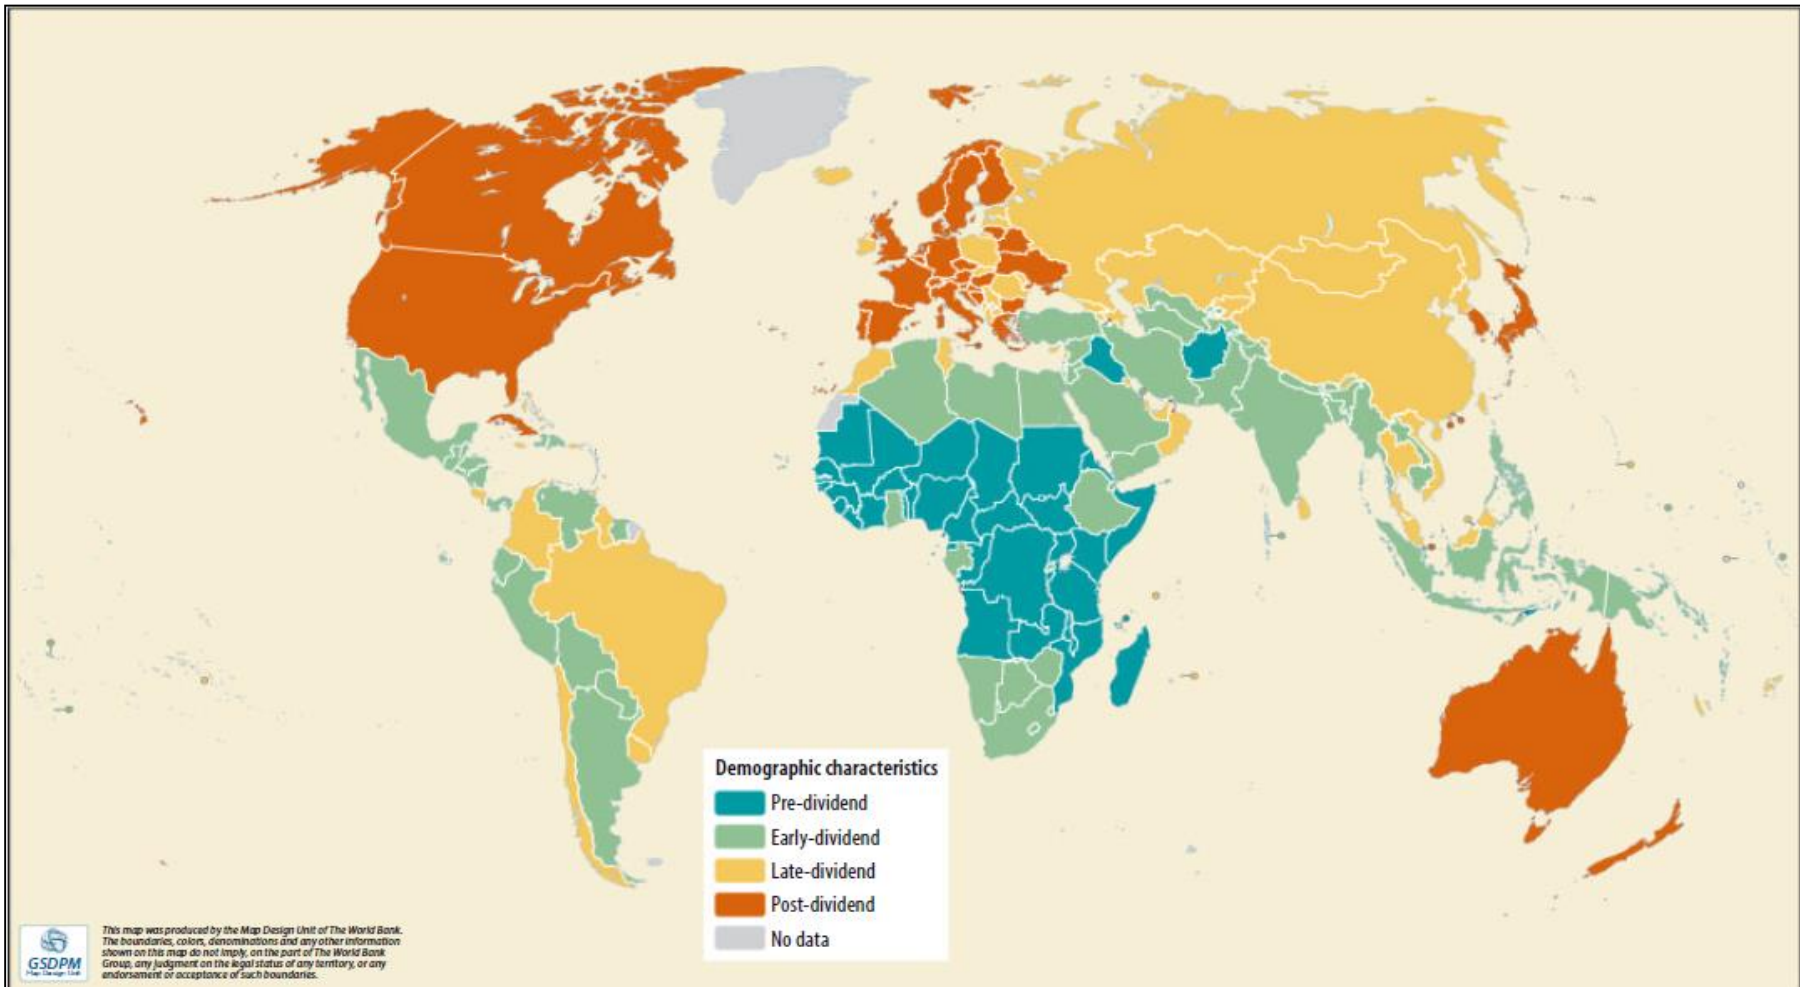 Demographic characteristics
Pre-dividend
Early-dividend
Late-dividend
Post-dividend
No data
GSDPM
Map Design Unit
This map was produced by the Map Design Unit of The World Bank.
The boundaries, colors, denominations and any other information
shown on this map do not imply, on the part of The World Bank
Group, any judgment on the legal status of any territory, or any
endorsement or acceptance of such boundaries.